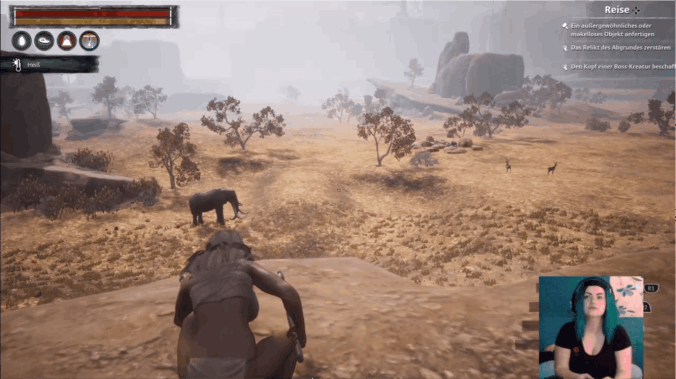 Reise
Ein außergewöhnliches oder
makelloses Objekt anfertigen
Das Relikt des Abgrundes zerstören
Den Kopf einer Boss-Kreatur beschaff
Heiß
R1